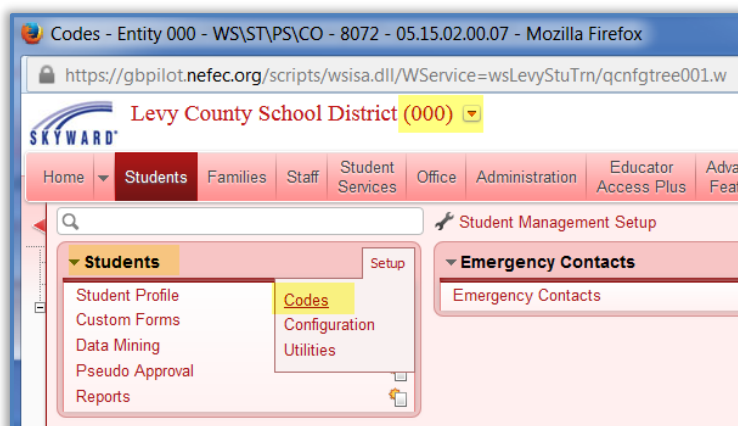 Codes - Entity 000 - WS\ST\PS\CO - 8072 - 05.15.02.00.07 - Mozilla Firefox
https://gbpilot.nefec.org/scripts/wsisa.dll/WService=wsLevyStuTrn/qcnfgtree001.w
SKYWARD
Levy County School District (000)
Home Students Families Staff Student Services Office Administration Educator Access Plus Adva Feat
Student Management Setup
Students Setup
Emergency Contacts
Student Profile
Custom Forms
Data Mining
Pseudo Approval
Reports
Codes
Configuration
Utilities
Emergency Contacts